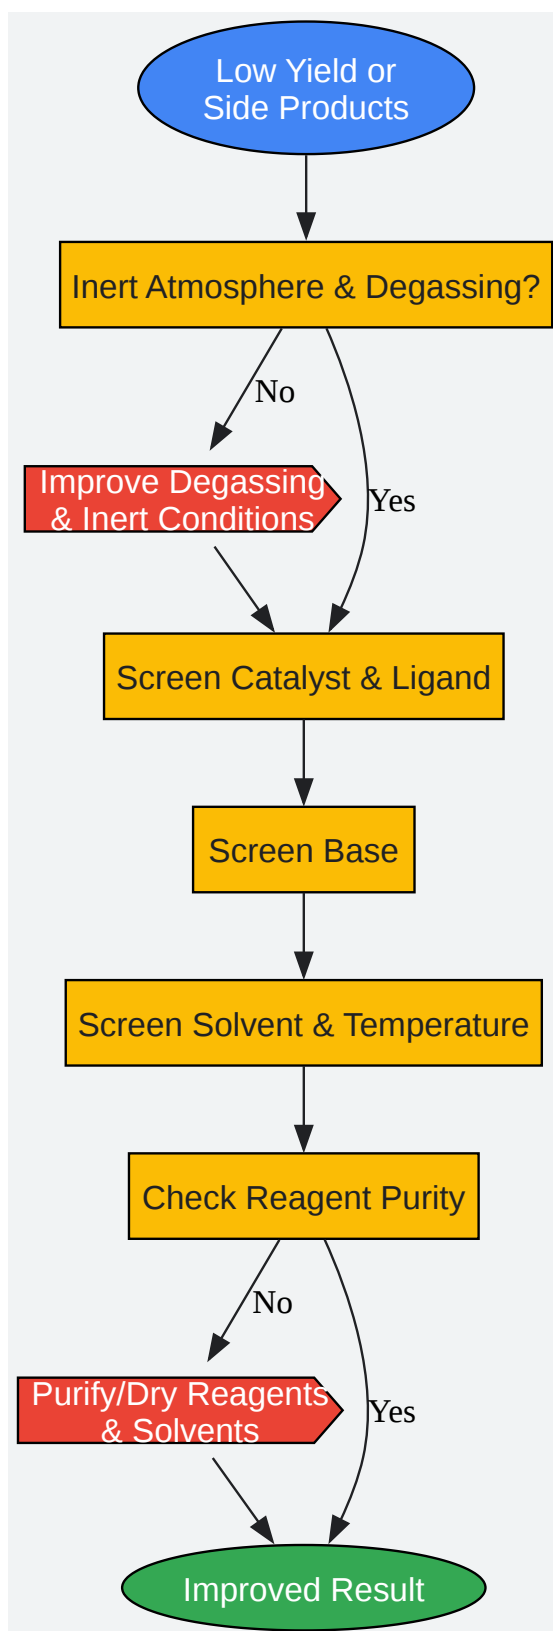 Low Yield or
Side Products
Inert Atmosphere & Degassing?
No
Improve Degassing
& Inert Conditions
Yes
Screen Catalyst & Ligand
Screen Base
Screen Solvent & Temperature
Check Reagent Purity
No
Purify/Dry Reagents
& Solvents
Yes
Improved Result